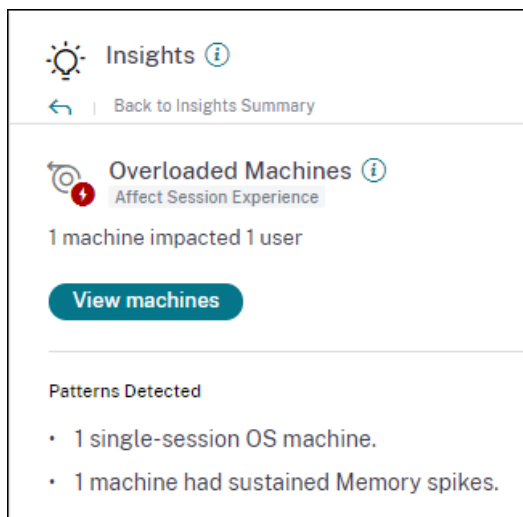 Insights
Back to Insights Summary
Overloaded Machines
Affect Session Experience
1 machine impacted 1 user
View machines
Patterns Detected
• 1 single-session OS machine.
• 1 machine had sustained Memory spikes.